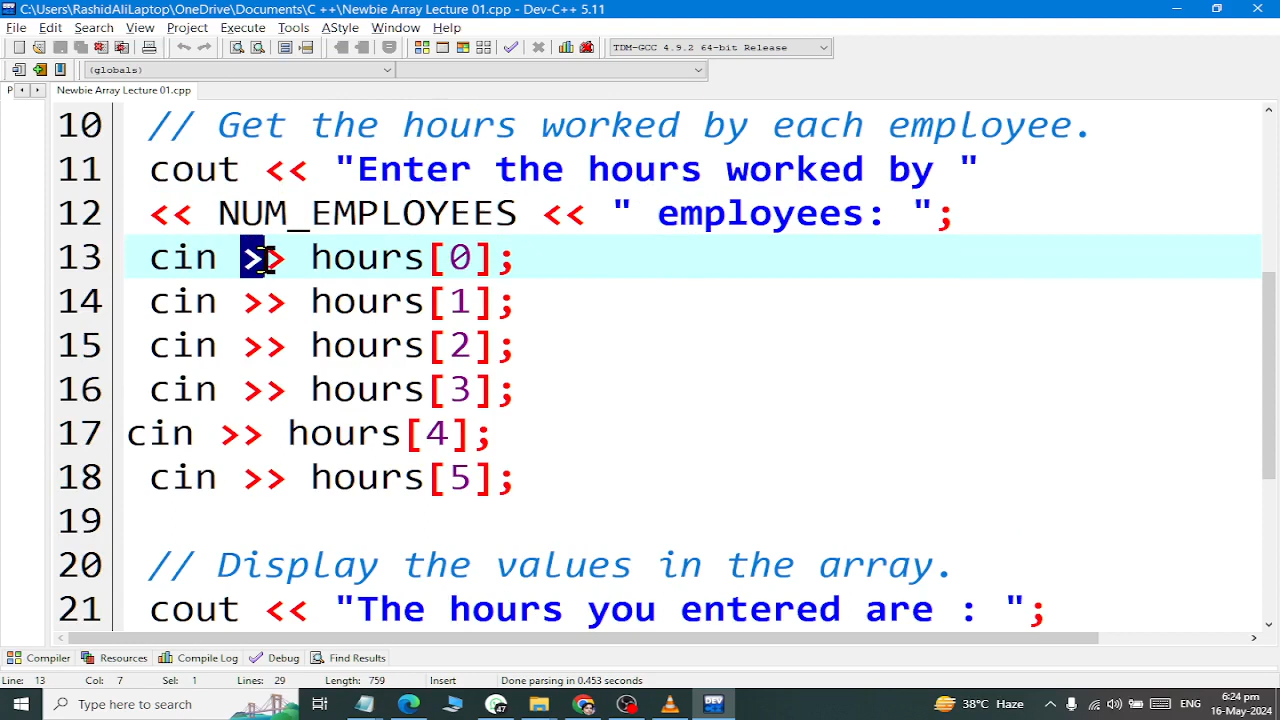 C:\Users\RashidAliLaptop\OneDrive\Documents\C ++\Newbie Array Lecture 01.cpp - Dev-C++ 5.11
File Edit Search View Project Execute Tools AStyle Window Help
TDM-GCC 4.9.2 64-bit Release
(globals)
P Newbie Array Lecture 01.cpp
10 // Get the hours worked by each employee.
11 cout << "Enter the hours worked by "
12 << NUM_EMPLOYEES << " employees: ";
13 cin >> hours[0];
14 cin >> hours[1];
15 cin >> hours[2];
16 cin >> hours[3];
17 cin >> hours[4];
18 cin >> hours[5];
19
20 // Display the values in the array.
21 cout << "The hours you entered are : ";
Compiler Resources Compile Log Debug Find Results
Line: 13 Col: 7 Sel: 1 Lines: 29 Length: 759 Insert Done parsing in 0.453 seconds
Type here to search 47 DEV 38°C Haze ENG 6:24 pm
16-May-2024